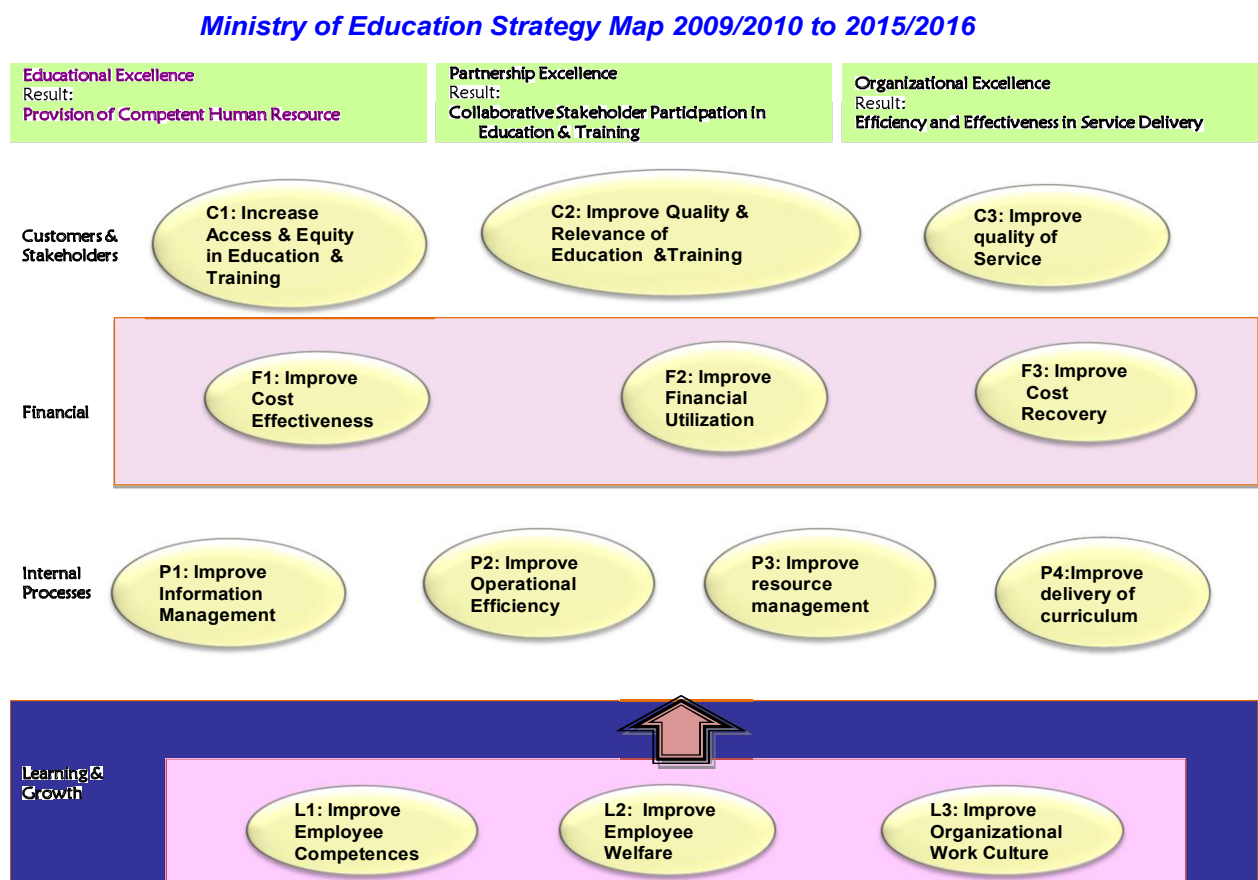 Ministry of Education Strategy Map 2009/2010 to 2015/2016
Educational Excellence
Result:
Provision of Competent Human Resource
Partnership Excellence
Result:
Collaborative Stakeholder Participation in
Education & Training
Organizational Excellence
Result:
Efficiency and Effectiveness in Service Delivery
Customers &
Stakeholders
C1: Increase
Access & Equity
in Education &
Training
C2: Improve Quality &
Relevance of
Education &Training
C3: Improve
quality of
Service
Financial
F1: Improve
Cost
Effectiveness
F2: Improve
Financial
Utilization
F3: Improve
Cost
Recovery
Internal
Processes
P1: Improve
Information
Management
P2: Improve
Operational
Efficiency
P3: Improve
resource
management
P4:Improve
delivery of
curriculum
Learning &
Growth
L1: Improve
Employee
Competences
L2: Improve
Employee
Welfare
L3: Improve
Organizational
Work Culture